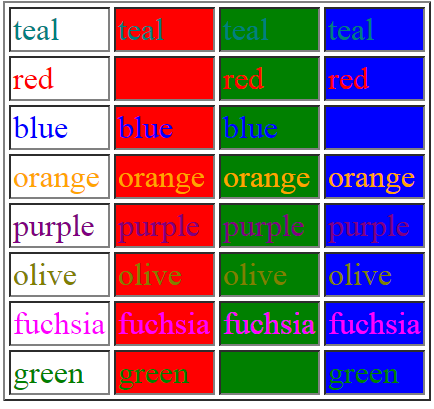 teal teal teal teal
red red red
blue blue blue
orange orange orange orange
purple purple purple purple
olive olive olive olive
fuchsia fuchsia fuchsia fuchsia
green green green